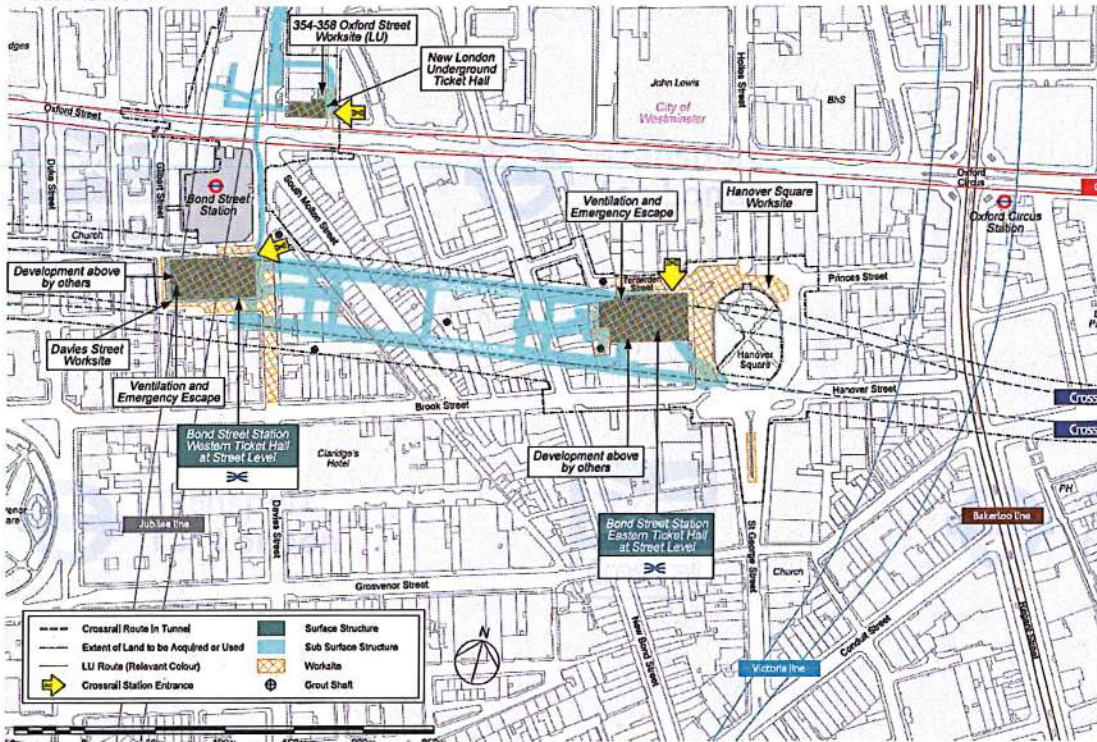 354-358 Oxford Street
Worksite (LU)
New London
Underground
Ticket Hall
Holles Street
John Lewis
BhS
City of
Westminster
Oxford Street
Duke Street
Gilbert Street
Bond Street
Station
South Molton Street
Ventilation and
Emergency Escape
Hanover Square
Worksite
Oxford
Circus
Oxford Circus
Station
Church
Development above
by others
Tenterden
Street
Princes Street
Davies Street
Worksite
Hanover
Square
Ventilation and
Emergency Escape
Hanover Street
Brook Street
Cross
Cross
Bond Street Station
Western Ticket Hall
at Street Level
Claridge's
Hotel
Development above
by others
Jubilee line
Davies Street
Bond Street Station
Eastern Ticket Hall
at Street Level
St George Street
PH
Bakerloo line
Grosvenor Street
Church
New Bond Street
Conduit Street
Regent Street
Victoria line
Crossrail Route In Tunnel
Extent of Land to be Acquired or Used
LU Route (Relevant Colour)
Crossrail Station Entrance
Surface Structure
Sub Surface Structure
Worksite
Grout Shaft
N